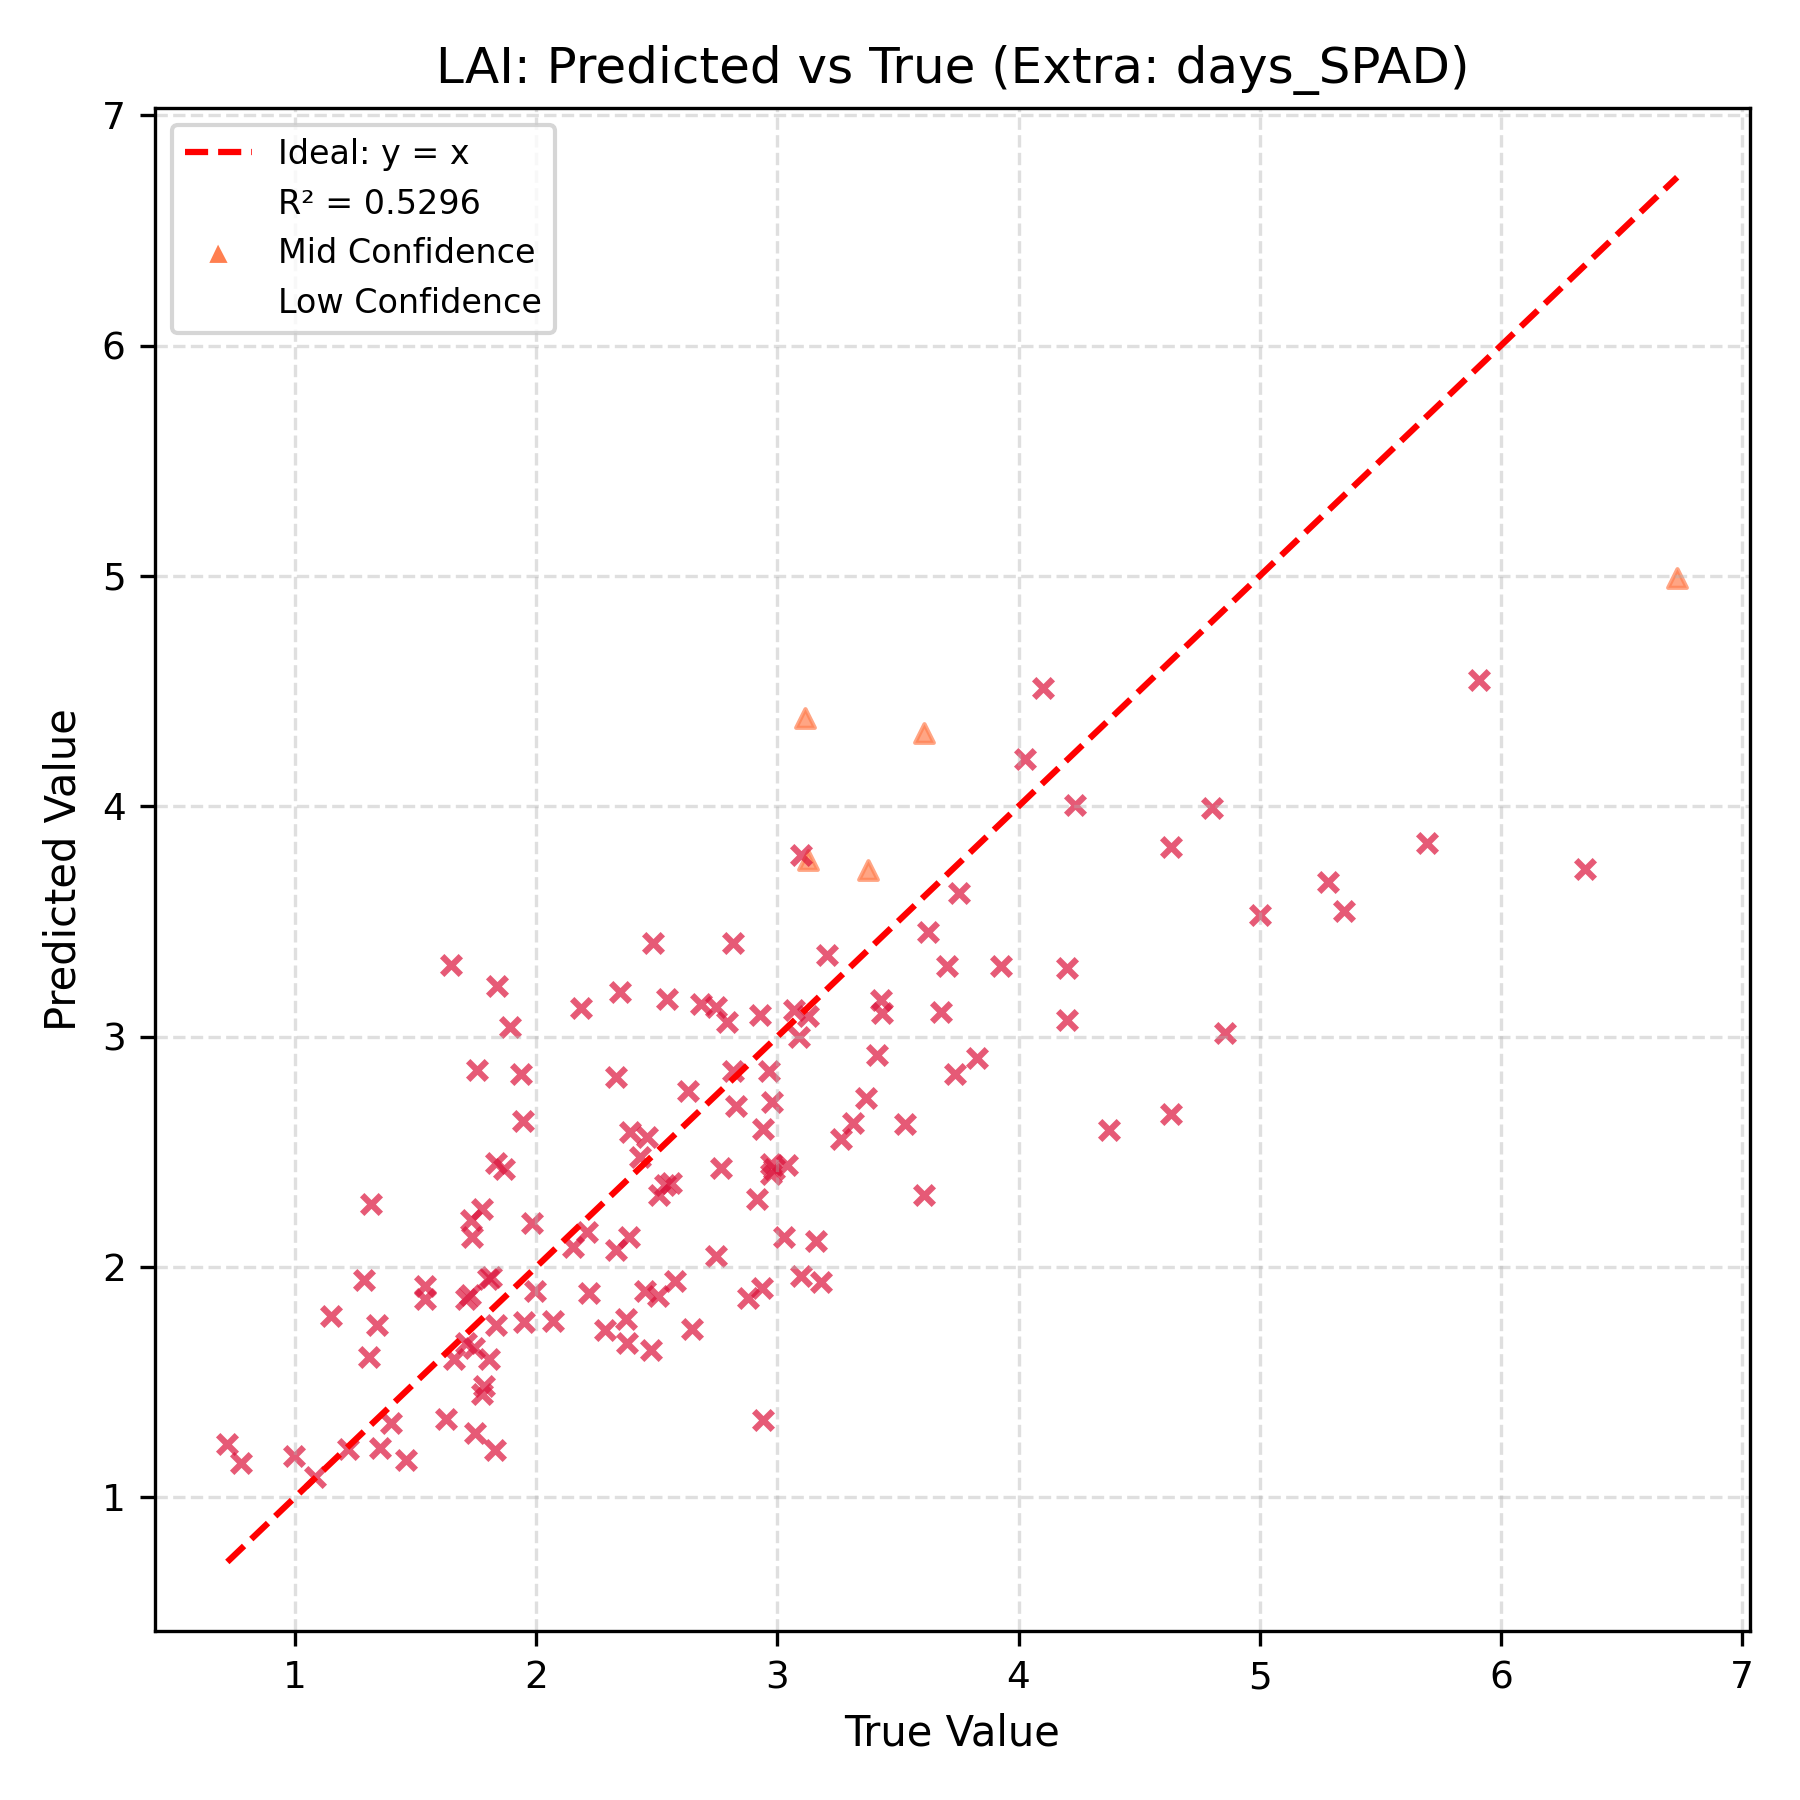 LAI: Predicted vs True (Extra: days_SPAD)
Ideal: y = x
R² = 0.5296
Mid Confidence
Low Confidence
7
6
5
4
3
2
1
Predicted Value
1 2 3 4 5 6 7
True Value